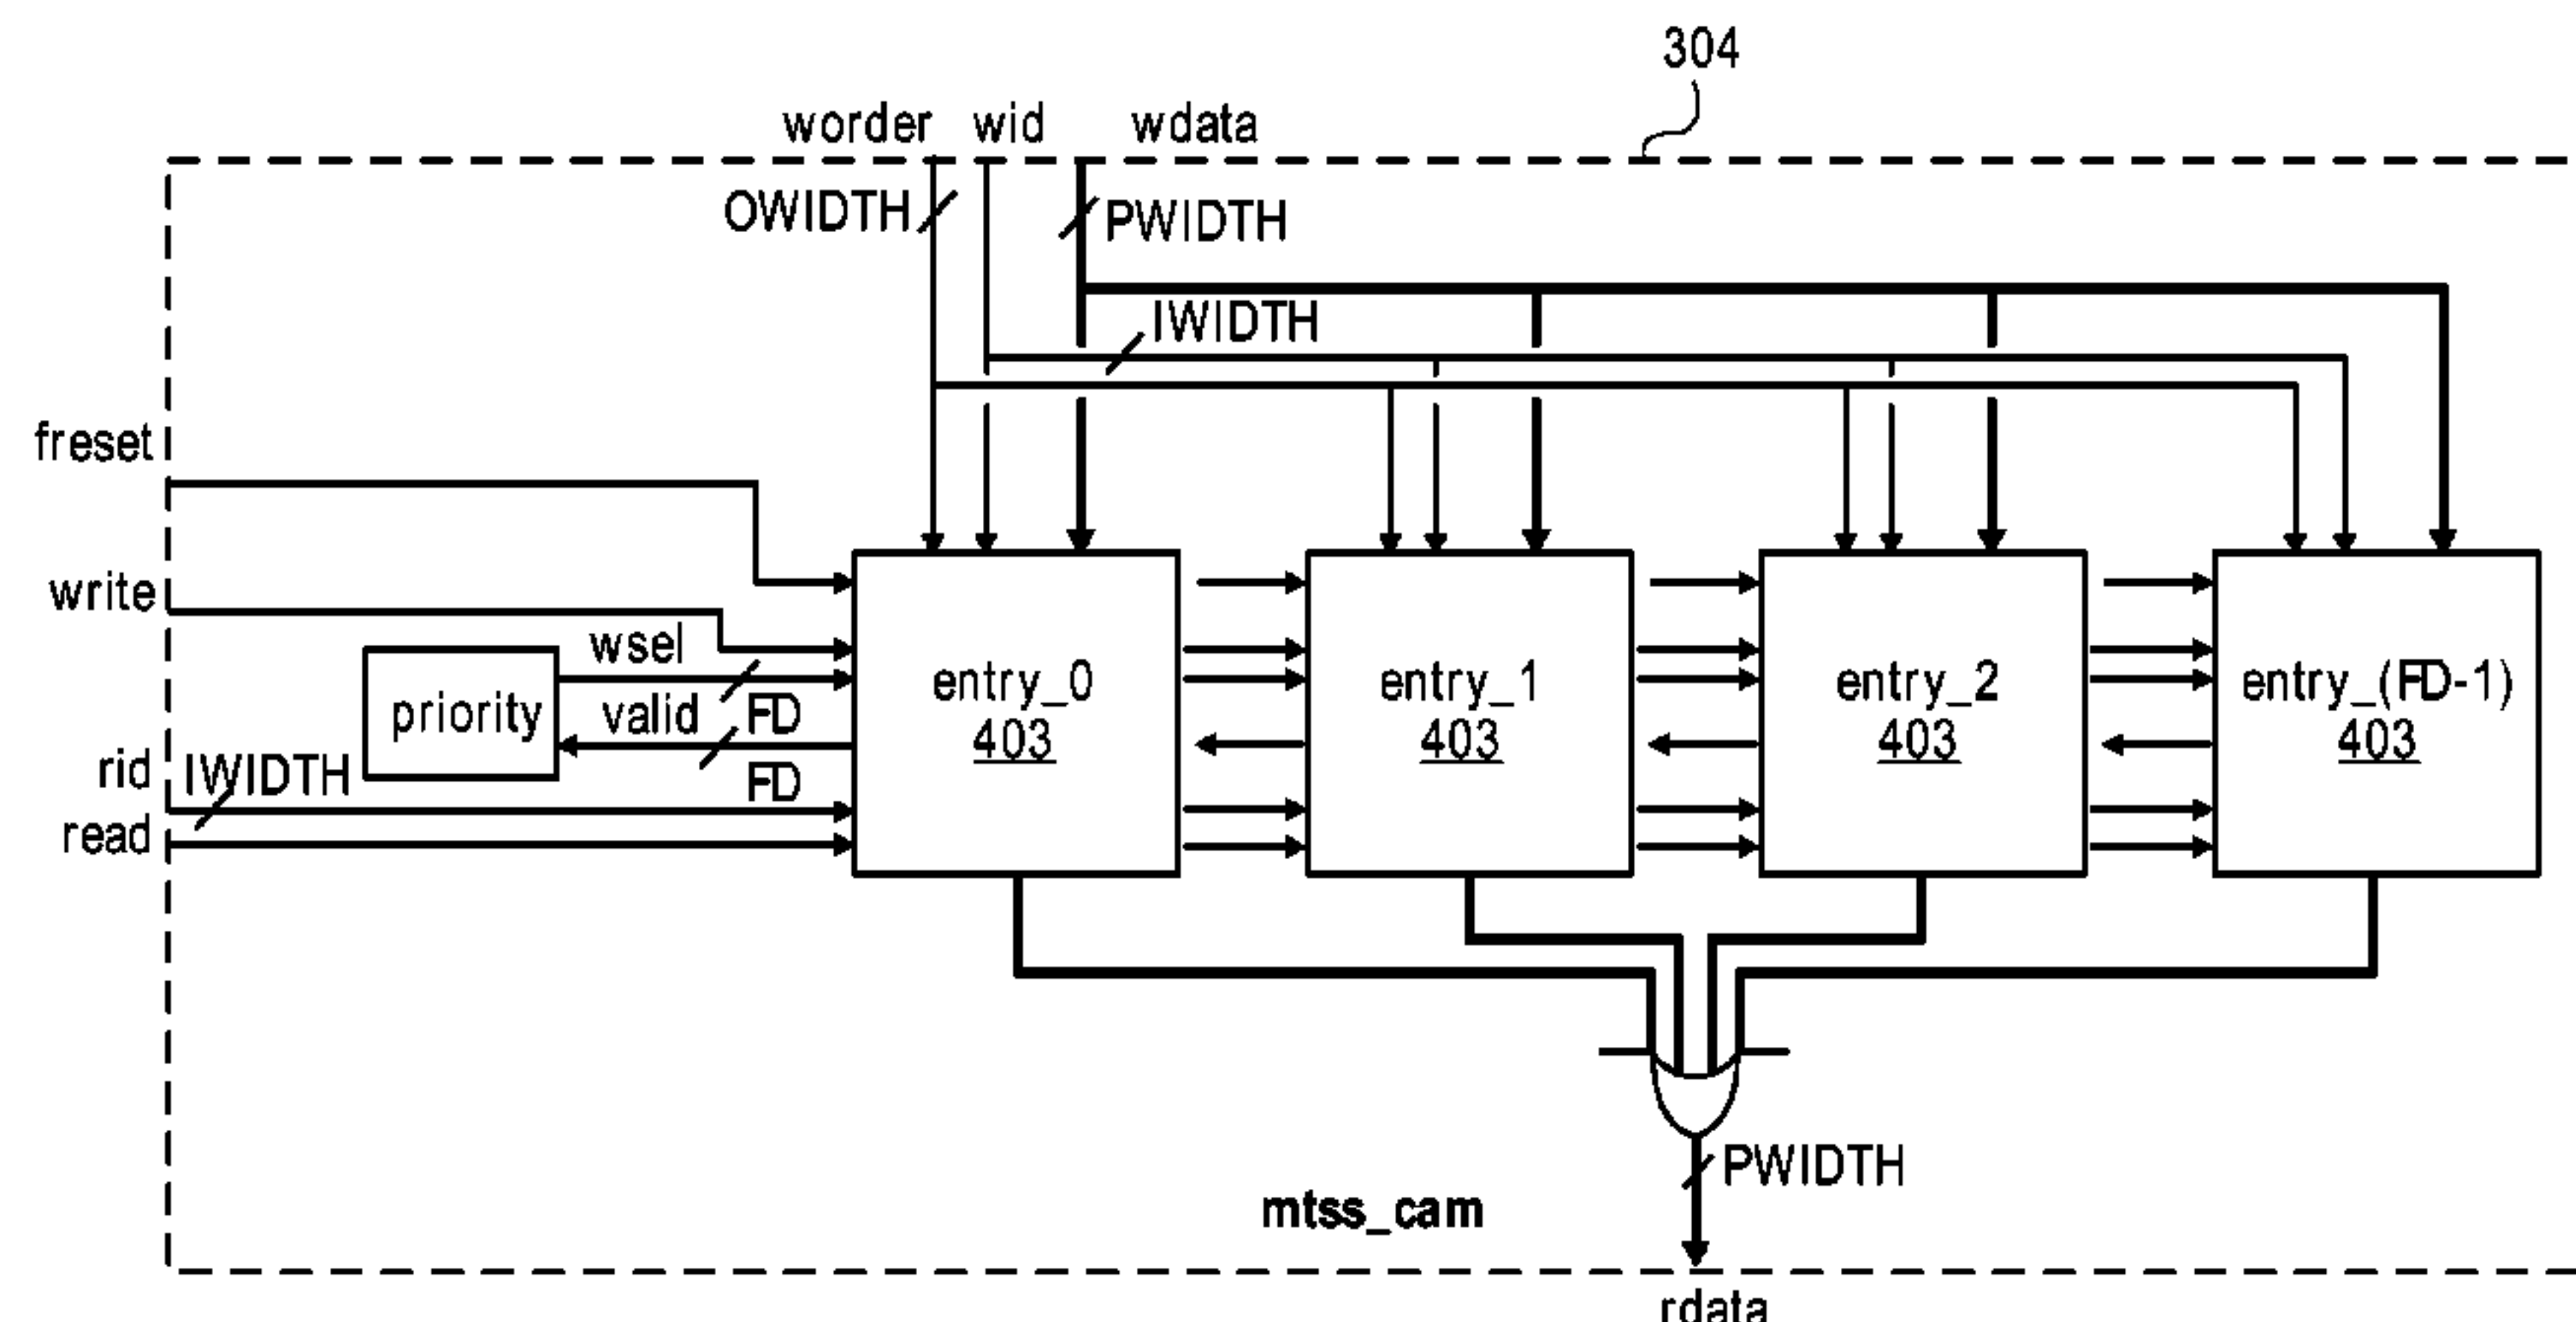 304
worder wid wdata
OWIDTH PWIDTH
IWIDTH
freset
write
wsel
priority valid FD
entry_0 entry_1 entry_2 entry_(FD-1)
403 403 403 403
rid IWIDTH FD
read
PWIDTH
mtss_cam
rdata